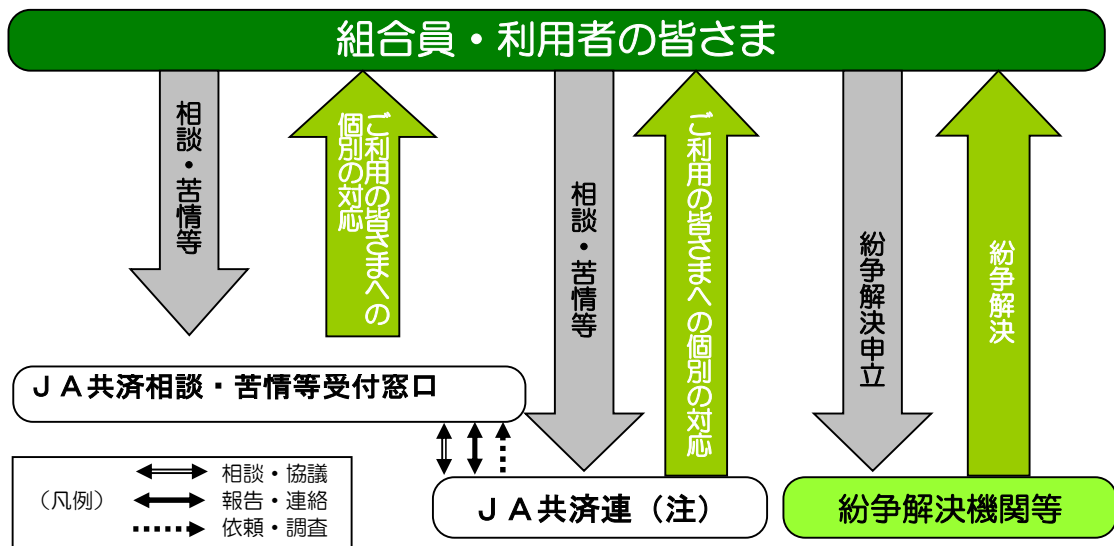 組合員・利用者の皆さま
相談・苦情等
ご利用の皆さまへの
個別の対応
相談・苦情等
ご利用の皆さまへの個別の対応
紛争解決申立
紛争解決
ＪＡ共済相談・苦情等受付窓口
（凡例）
相談・協議
報告・連絡
依頼・調査
ＪＡ共済連（注）
紛争解決機関等